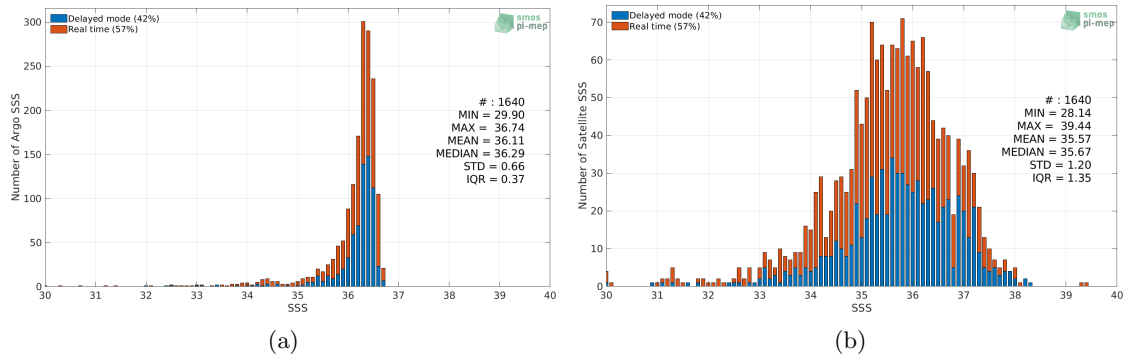 Delayed mode (42%)
Real time (57%)
smos
pi-mep
300
250
200
150
100
50
0
Number of Argo SSS
# : 1640
MIN = 29.90
MAX = 36.74
MEAN = 36.11
MEDIAN = 36.29
STD = 0.66
IQR = 0.37
30 31 32 33 34 35 36 37 38 39 40
SSS
(a)
Delayed mode (42%)
Real time (57%)
smos
pi-mep
70
60
50
40
30
20
10
0
Number of Satellite SSS
# : 1640
MIN = 28.14
MAX = 39.44
MEAN = 35.57
MEDIAN = 35.67
STD = 1.20
IQR = 1.35
30 31 32 33 34 35 36 37 38 39 40
SSS
(b)